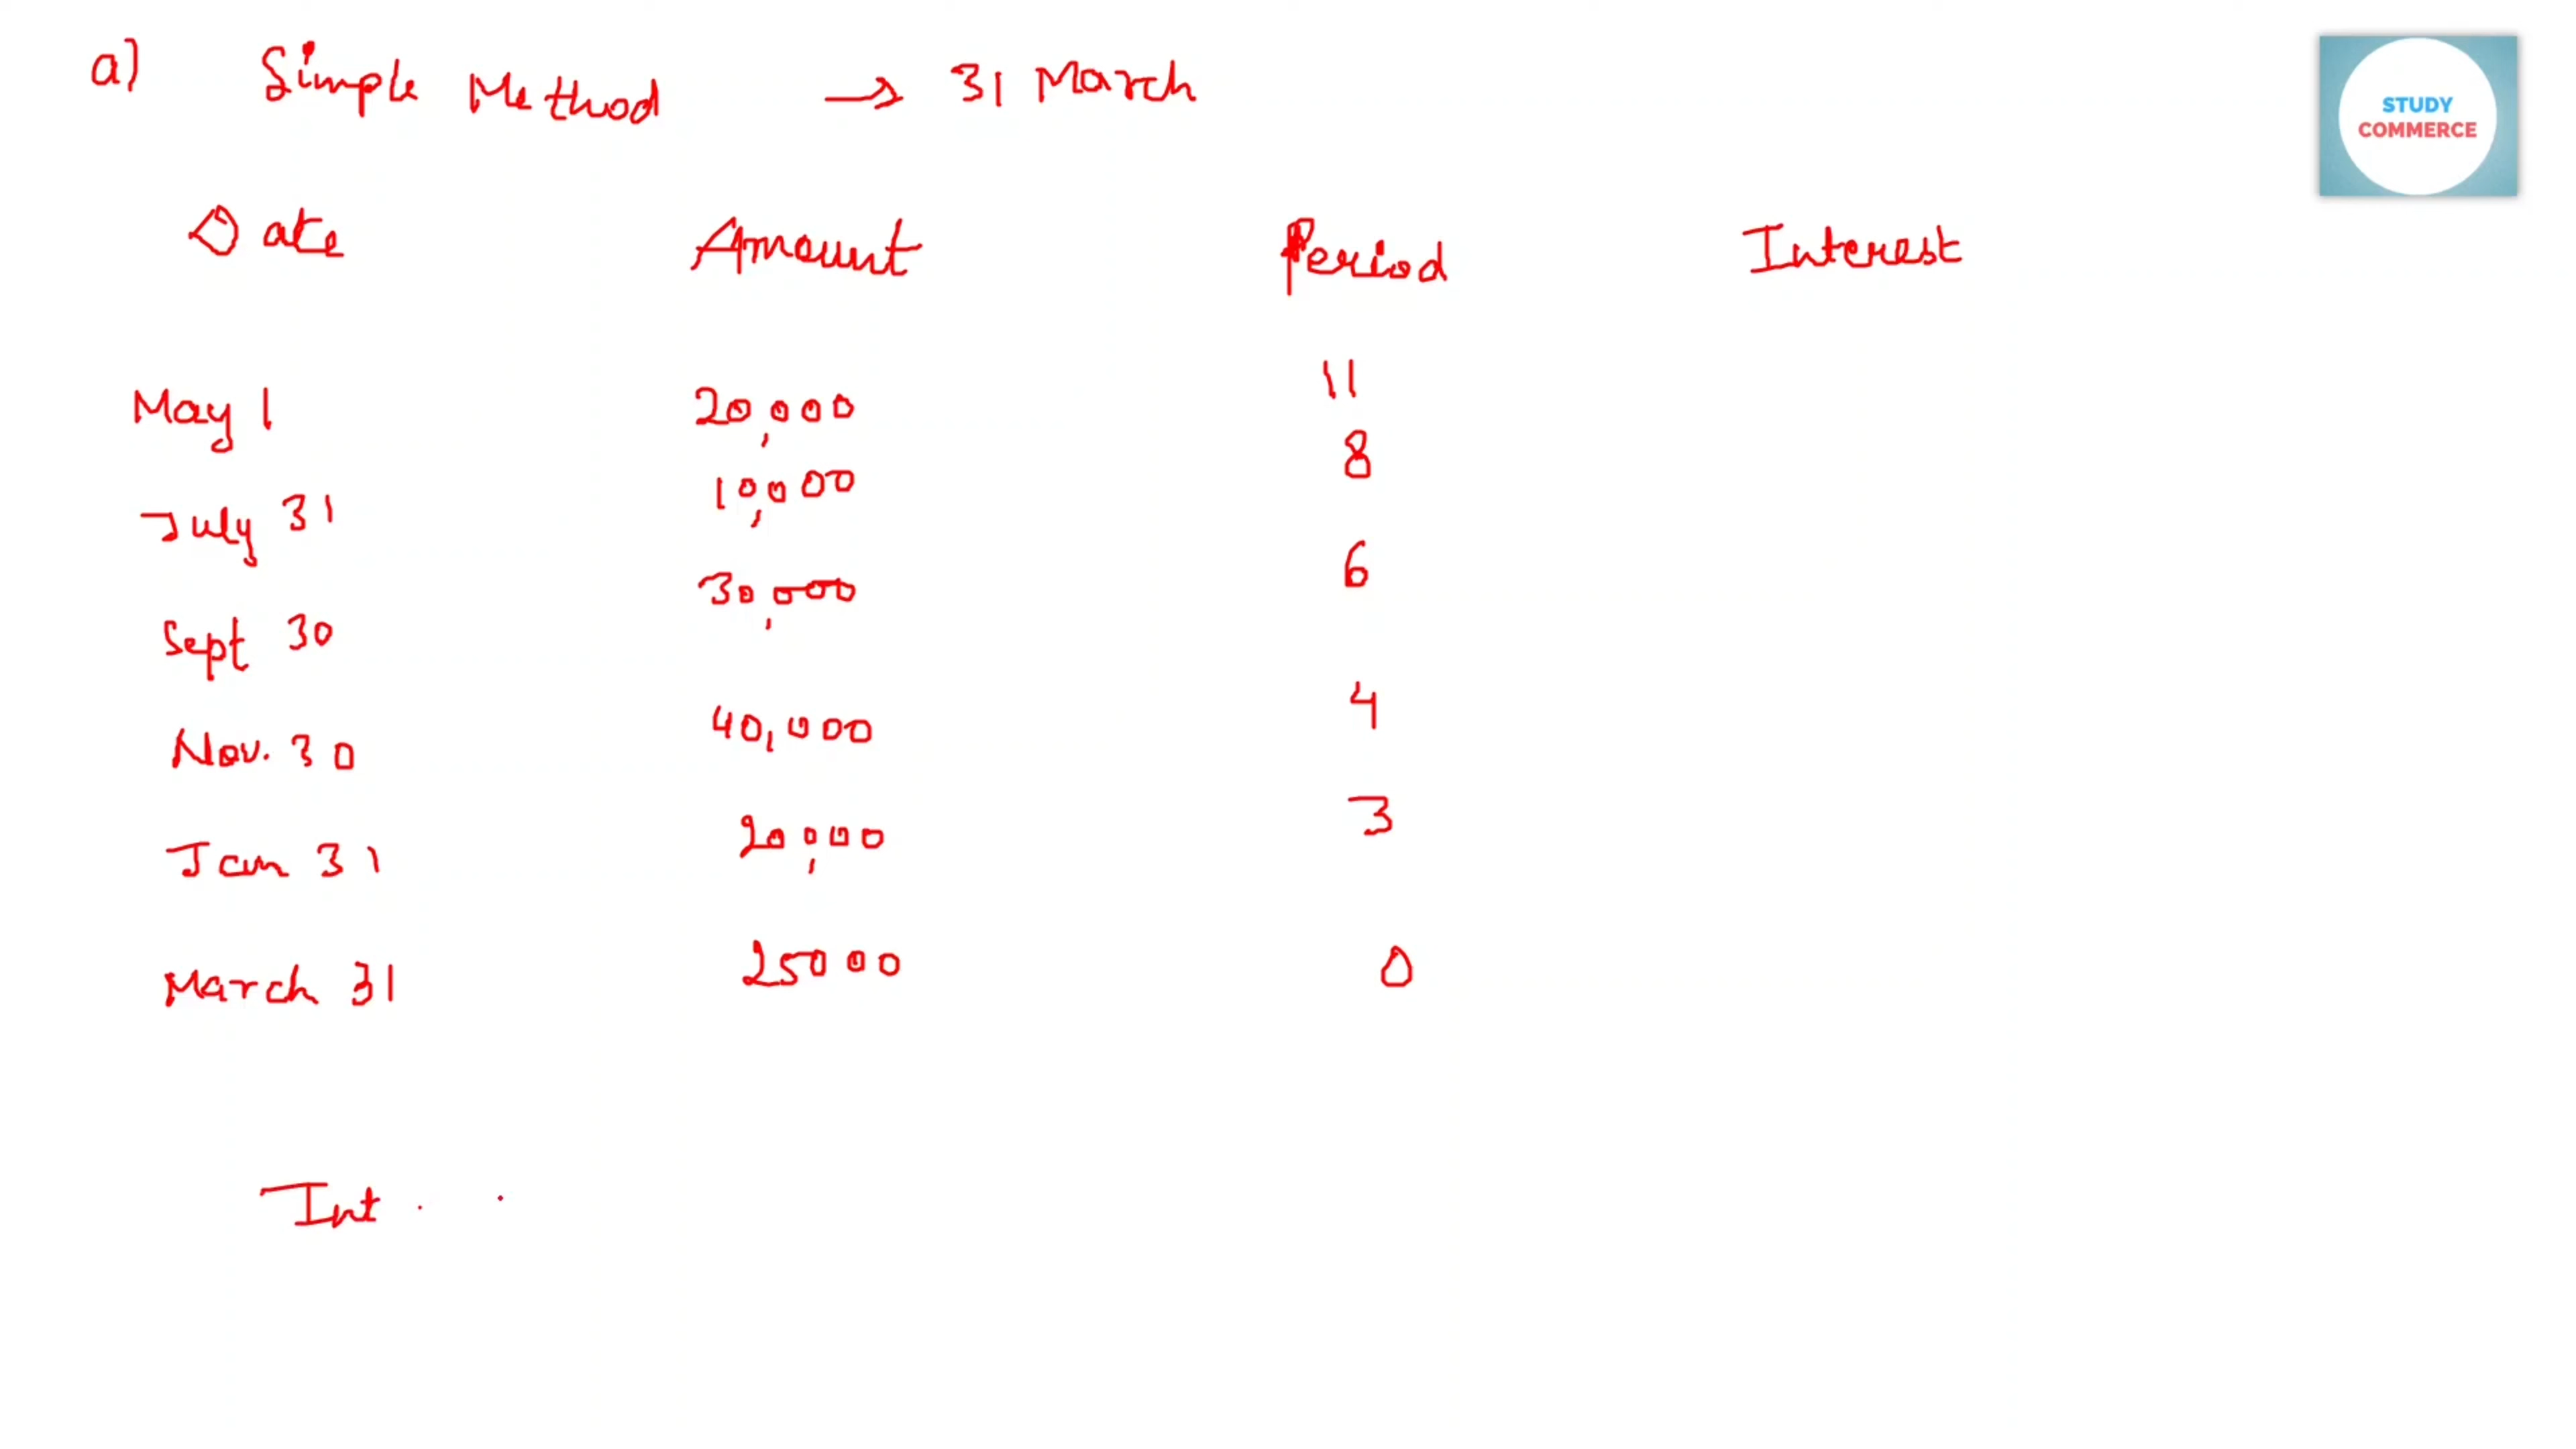 a) Simple Method → 31 March
STUDY
COMMERCE
Date Amount Period Interest
May 1 20,000 11
July 31 10,000 8
Sept 30 30,000 6
Nov. 30 40,000 4
Jan 31 20,000 3
March 31 25000 0
Int